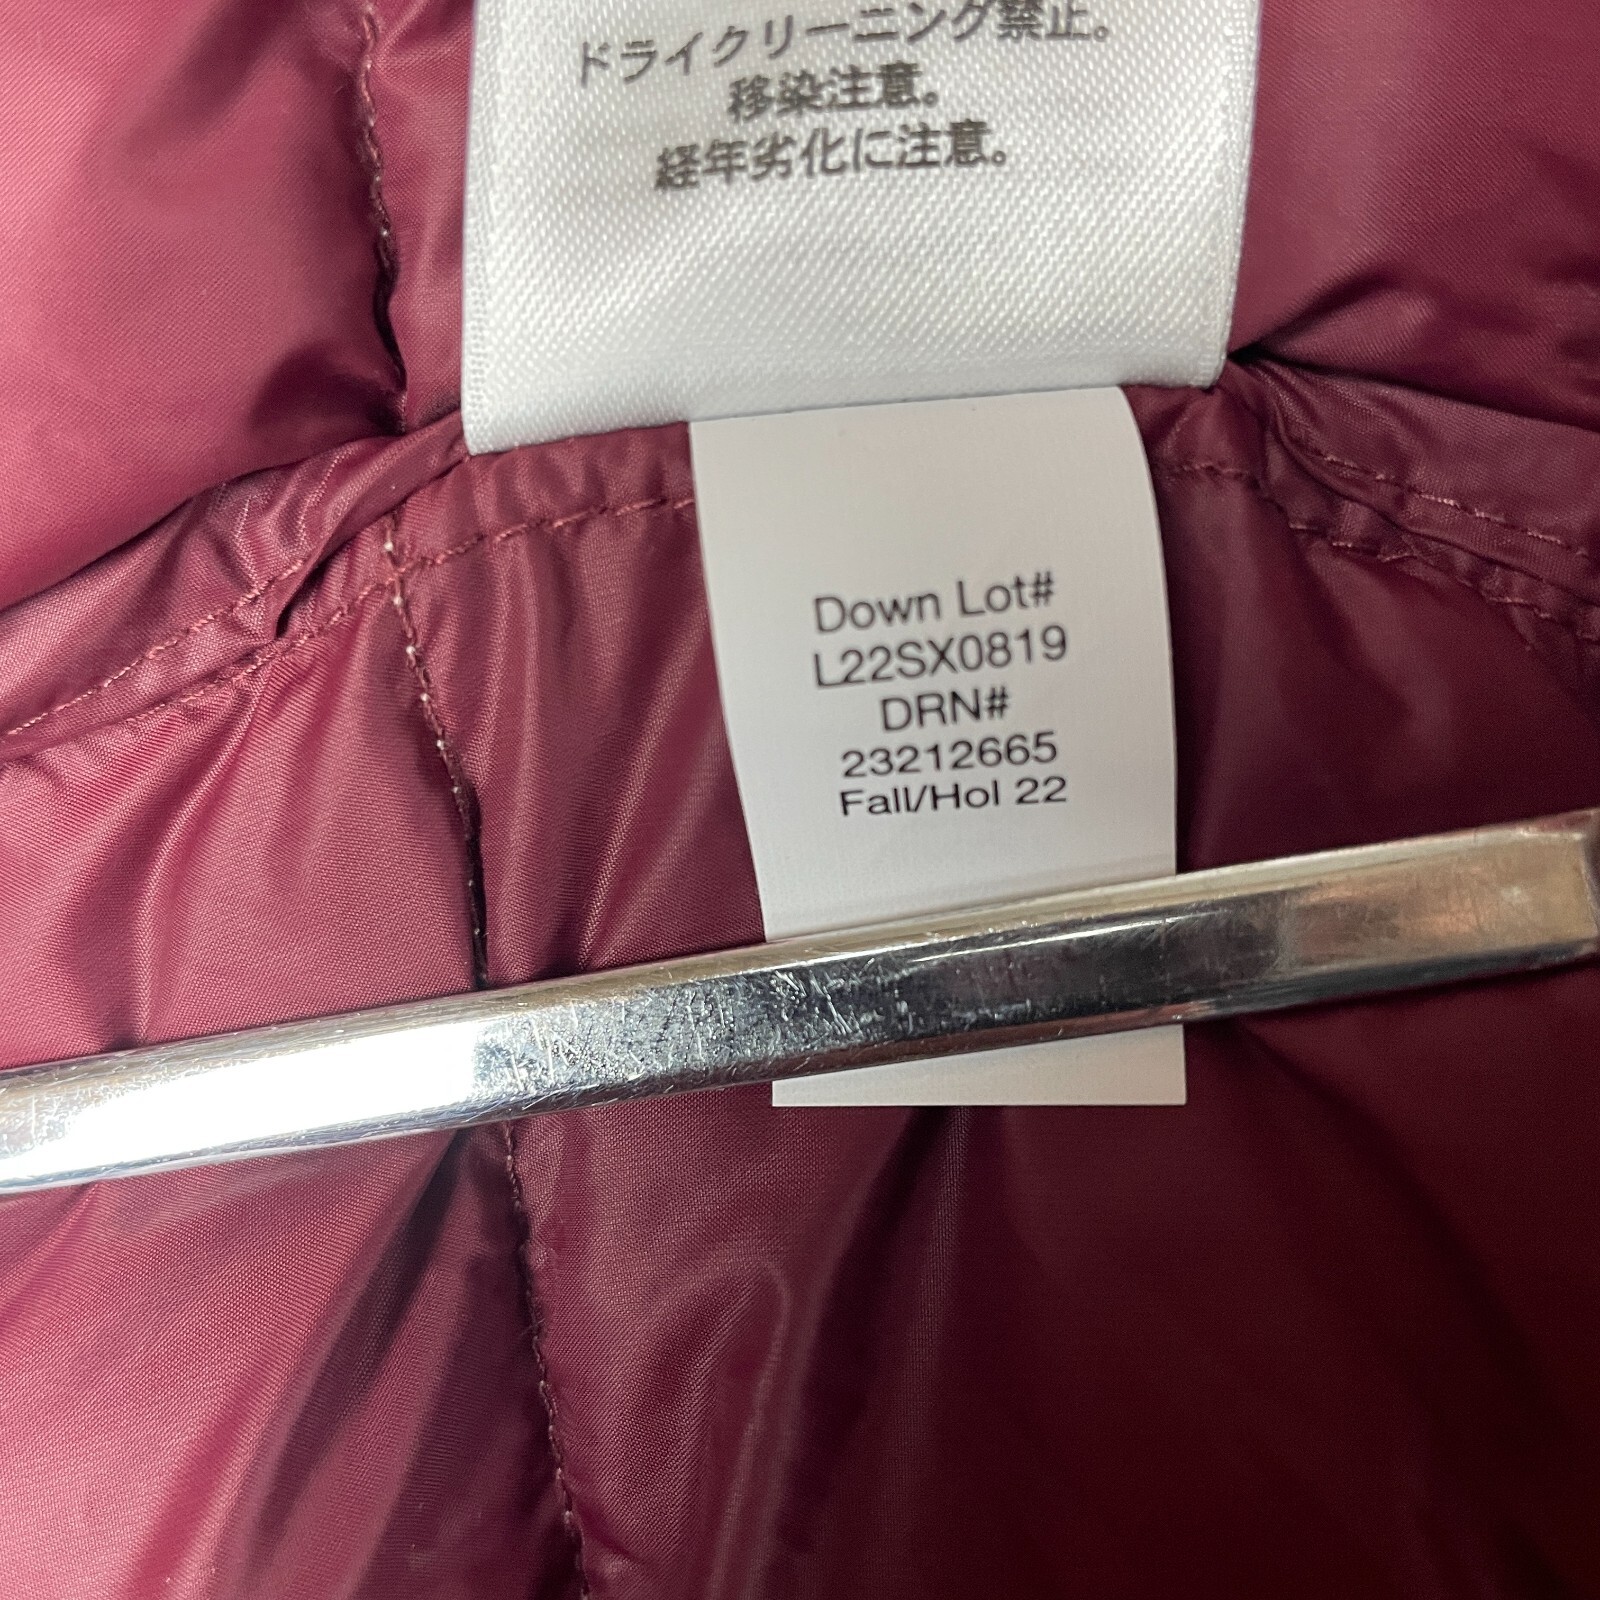 ドライクリーニング禁止。
移染注意。
経年劣化に注意。
Down Lot#
L22SX0819
DRN#
23212665
Fall/Hol 22